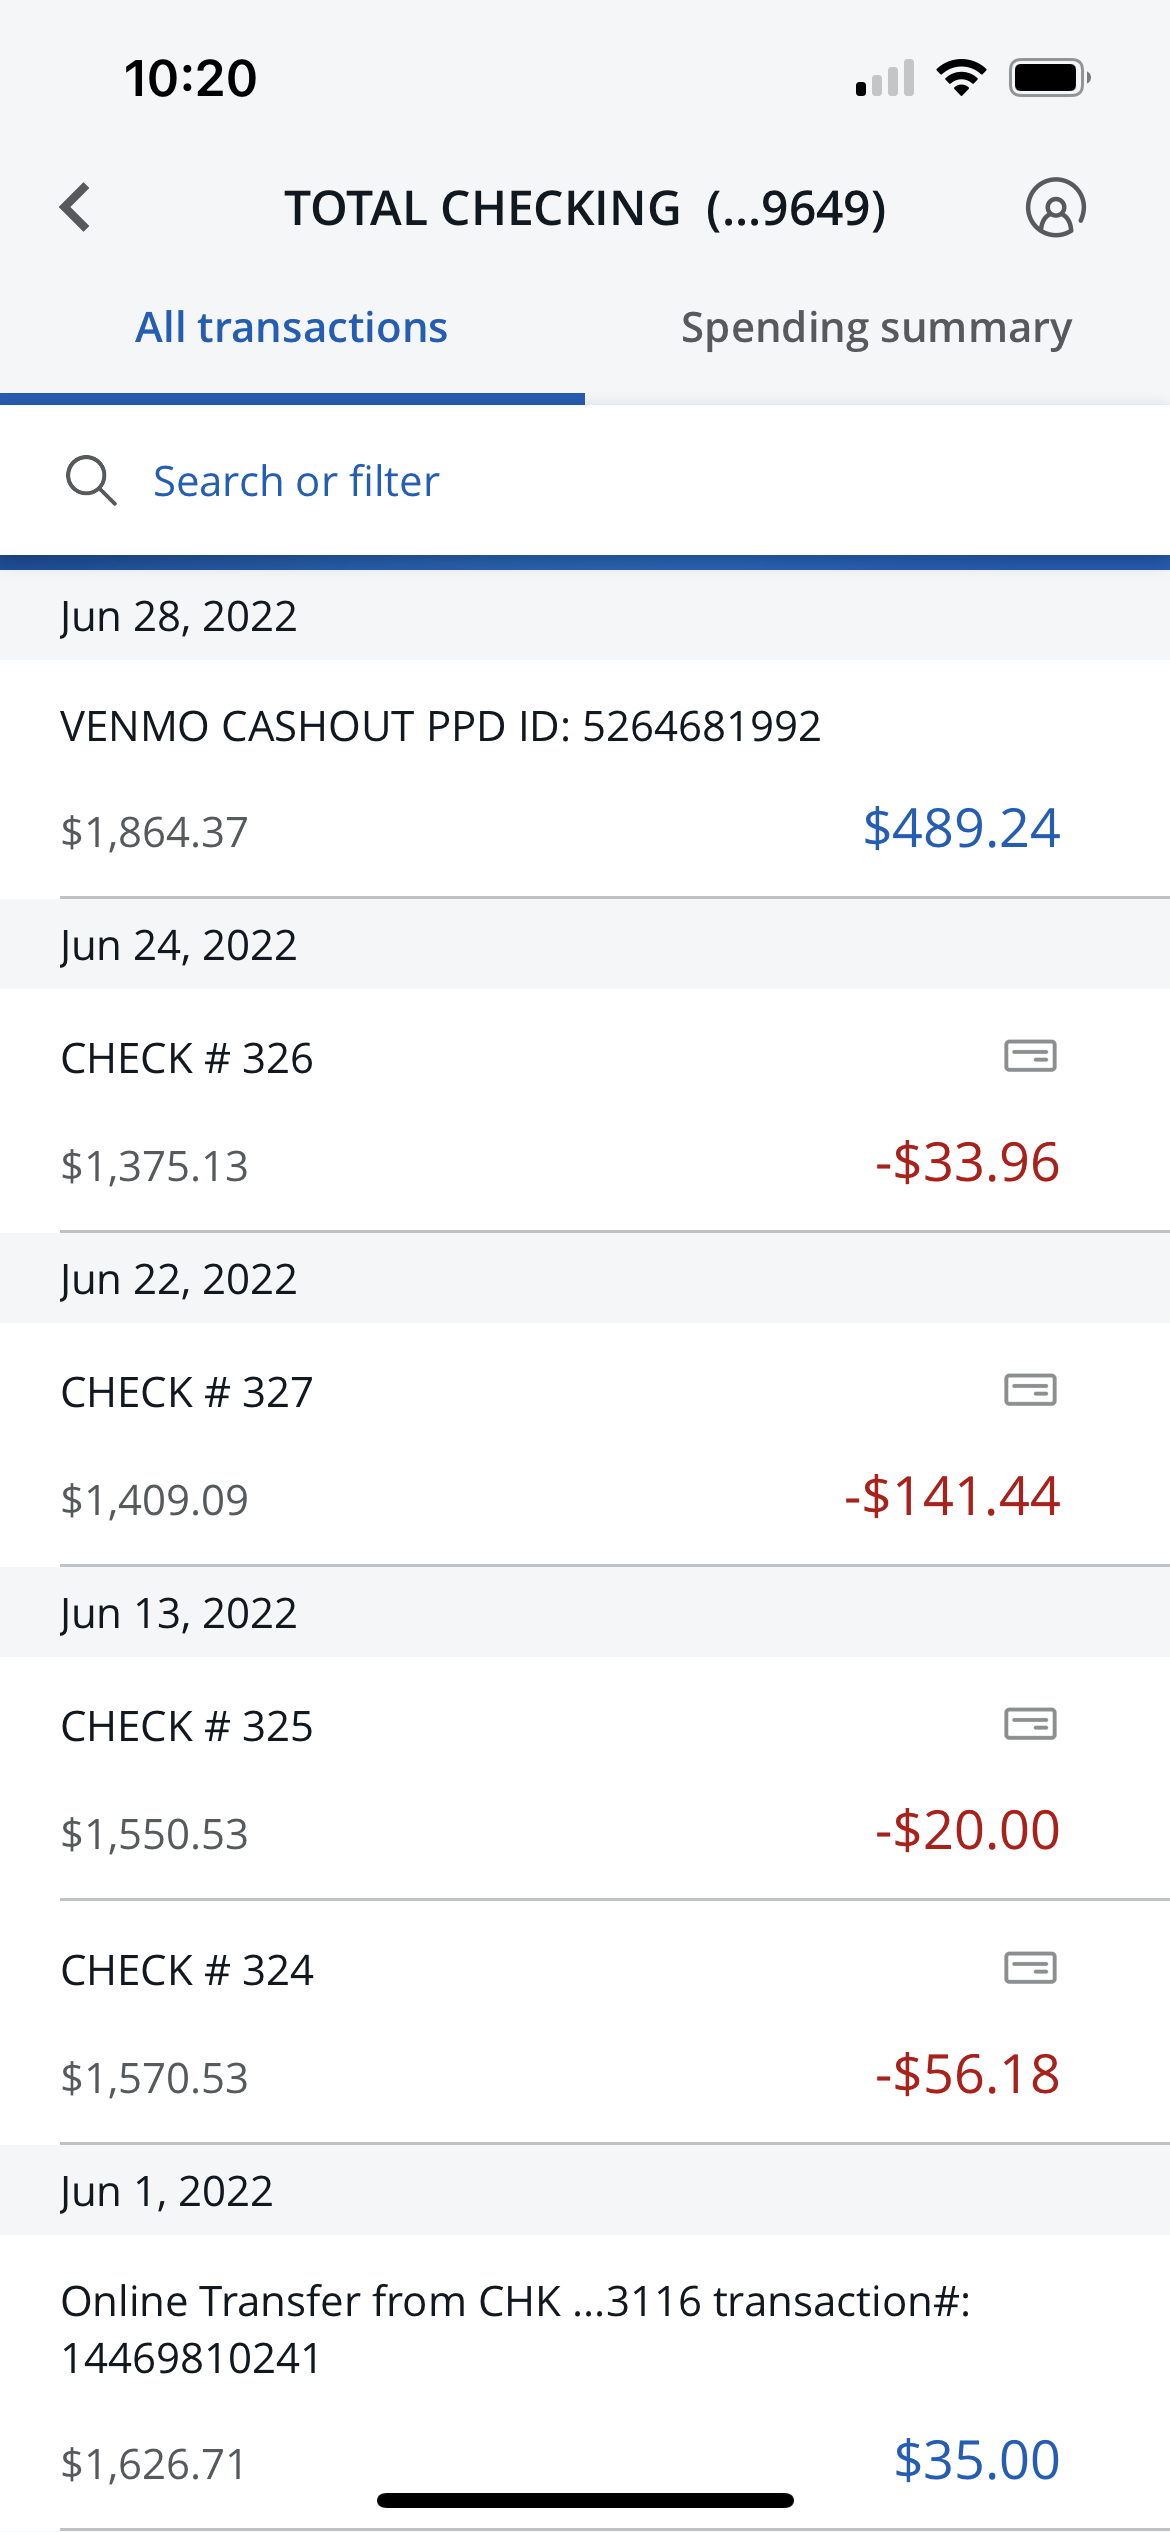 10:20
TOTAL CHECKING (...9649)
All transactions
Spending summary
Search or filter
Jun 28, 2022
VENMO CASHOUT PPD ID: 5264681992
$1,864.37
$489.24
Jun 24, 2022
CHECK # 326
$1,375.13
-$33.96
Jun 22, 2022
CHECK # 327
$1,409.09
-$141.44
Jun 13, 2022
CHECK # 325
$1,550.53
-$20.00
CHECK # 324
$1,570.53
-$56.18
Jun 1, 2022
Online Transfer from CHK ...3116 transaction#:
14469810241
$1,626.71
$35.00